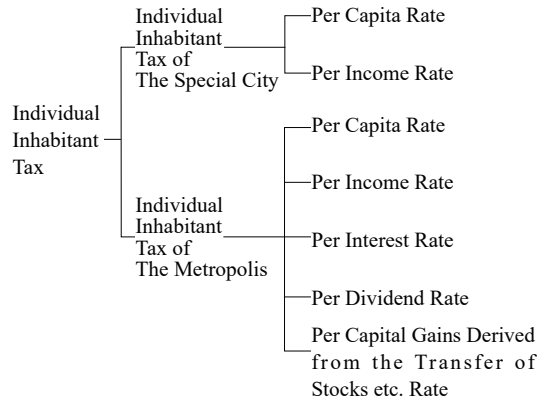 Individual
Inhabitant
Tax
Individual
Inhabitant
Tax of
The Special City
Per Capita Rate
Per Income Rate
Individual
Inhabitant
Tax of
The Metropolis
Per Capita Rate
Per Income Rate
Per Interest Rate
Per Dividend Rate
Per Capital Gains Derived
from the Transfer of
Stocks etc. Rate